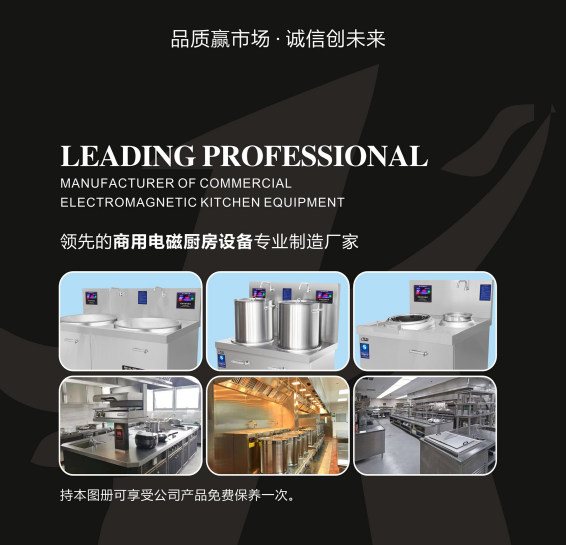 品质赢市场 · 诚信创未来
LEADING PROFESSIONAL
MANUFACTURER OF COMMERCIAL
ELECTROMAGNETIC KITCHEN EQUIPMENT
领先的商用电磁厨房设备专业制造厂家
持本图册可享受公司产品免费保养一次。